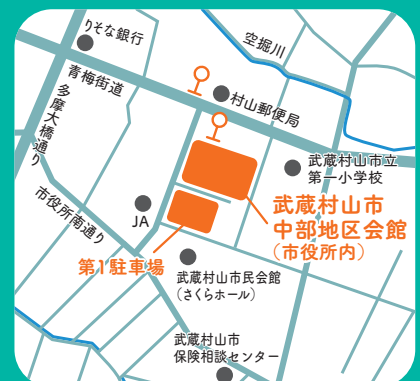 りそな銀行
空掘川
青梅街道
村山郵便局
多摩大橋通り
武蔵村山市立
第一小学校
市役所南通り
JA
武蔵村山市
中部地区会館
(市役所内)
第1駐車場
武蔵村山市民会館
(さくらホール)
武蔵村山市
保険相談センター